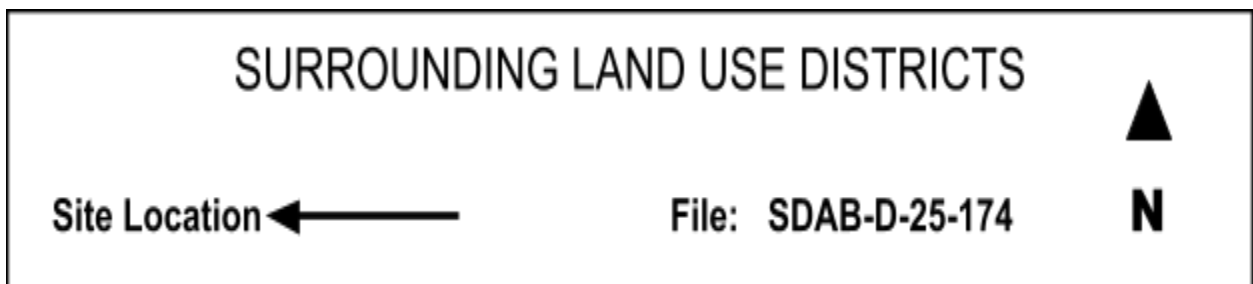 SURROUNDING LAND USE DISTRICTS
Site Location
File: SDAB-D-25-174
N